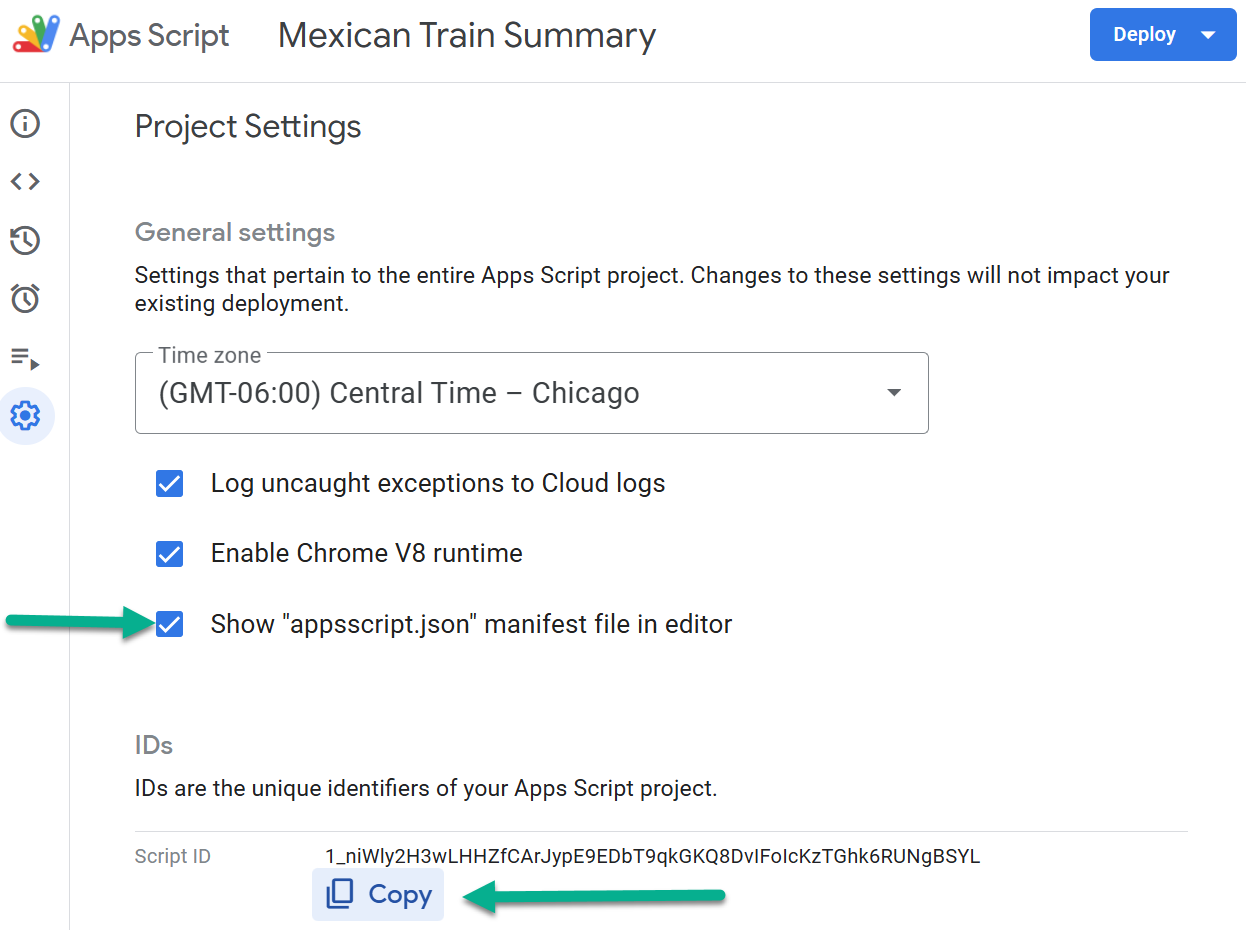 Apps Script
Mexican Train Summary
Deploy
Project Settings
General settings
Settings that pertain to the entire Apps Script project. Changes to these settings will not impact your
existing deployment.
Time zone
(GMT-06:00) Central Time – Chicago
Log uncaught exceptions to Cloud logs
Enable Chrome V8 runtime
Show "appsscript.json" manifest file in editor
IDs
IDs are the unique identifiers of your Apps Script project.
Script ID
1_niWly2H3wLHHZfCArJypE9EDbT9qkGKQ8DvIFoIcKzTGhk6RUNgBSYL
Copy